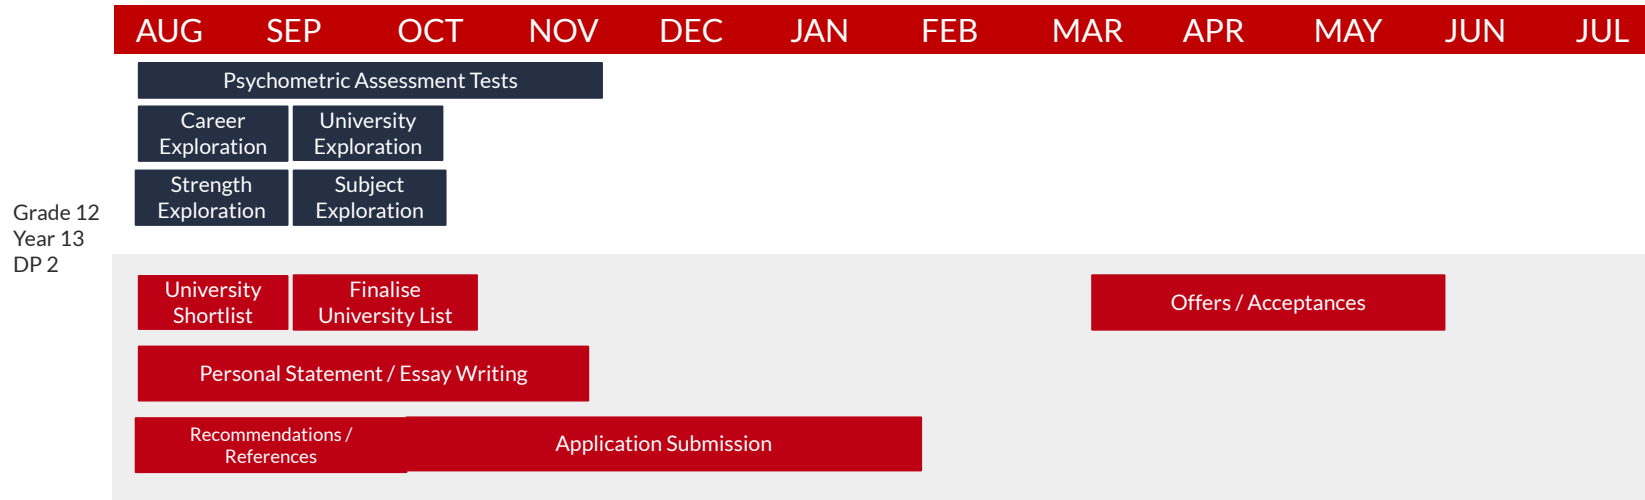 AUG SEP OCT NOV DEC JAN FEB MAR APR MAY JUN JUL
Psychometric Assessment Tests
Career
Exploration
University
Exploration
Strength
Exploration
Subject
Exploration
Grade 12
Year 13
DP 2
University
Shortlist
Finalise
University List
Offers / Acceptances
Personal Statement / Essay Writing
Recommendations /
References
Application Submission